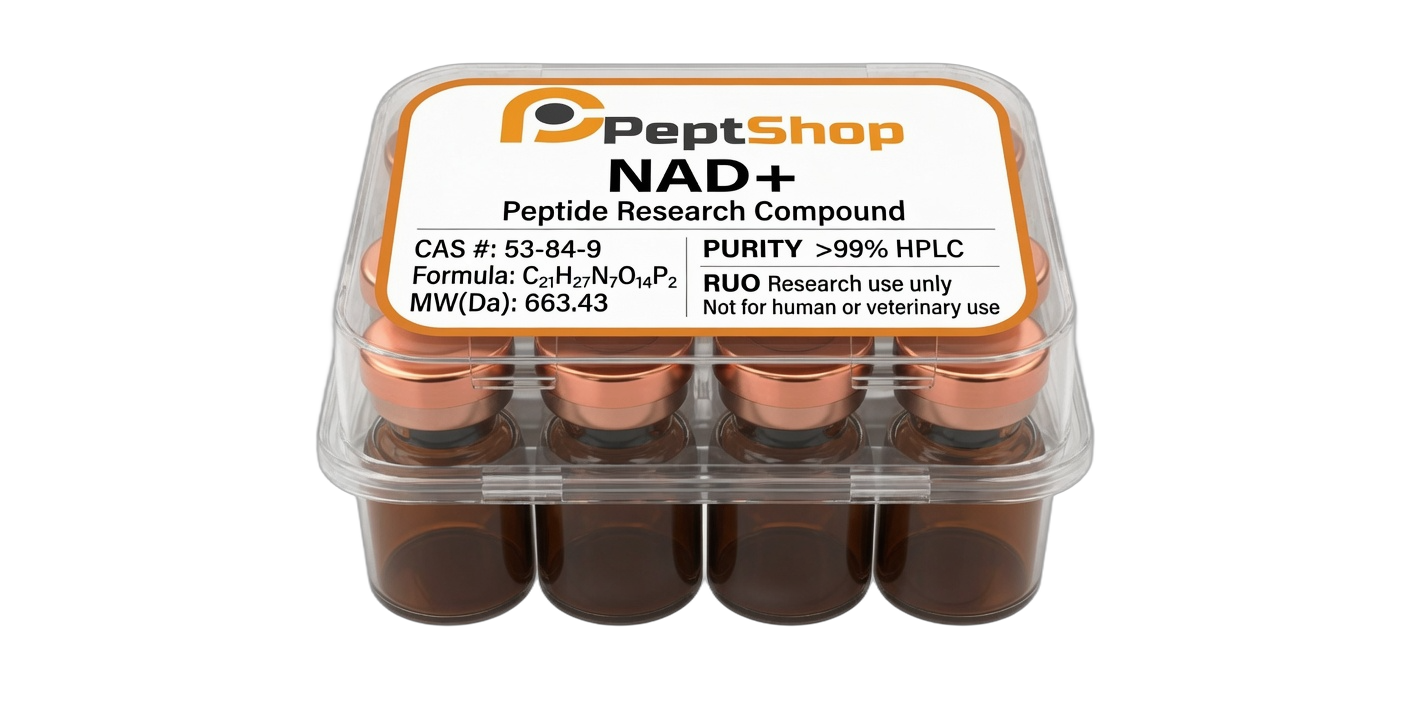 PeptShop
NAD+
Peptide Research Compound
CAS #: 53-84-9
Formula: C₂₁H₂₇N₇O₁₄P₂
MW(Da): 663.43
PURITY >99% HPLC
RUO Research use unly
Not for human or veterinary use